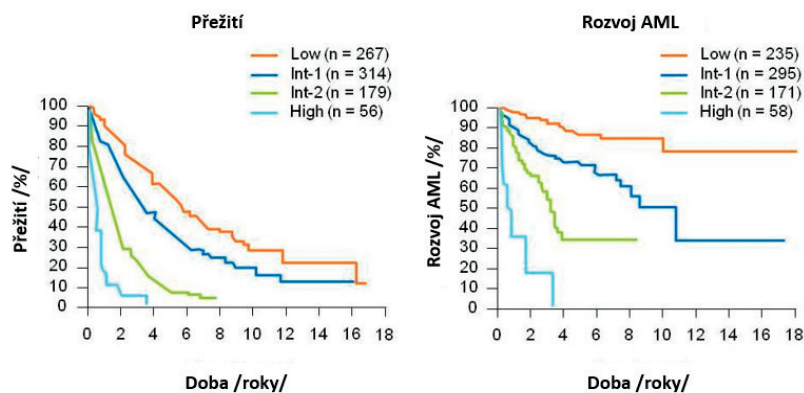 Přežití
Low (n = 267)
Int-1 (n = 314)
Int-2 (n = 179)
High (n = 56)
Přežití /%/
100
90
80
70
60
50
40
30
20
10
0
0 2 4 6 8 10 12 14 16 18
Doba /roky/
Rozvoj AML
Low (n = 235)
Int-1 (n = 295)
Int-2 (n = 171)
High (n = 58)
Rozvoj AML /%/
100
90
80
70
60
50
40
30
20
10
0
0 2 4 6 8 10 12 14 16 18
Doba /roky/